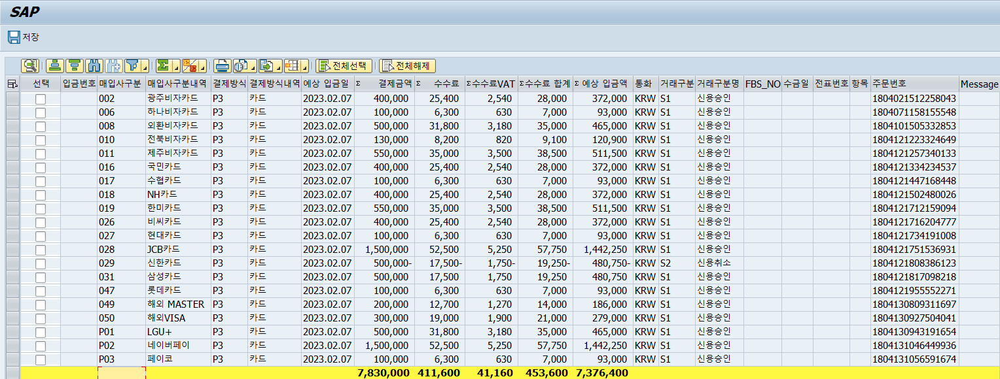 SAP
저장
전체선택 전체해제
선택 입금번호 매입사구분 매입사구분내역 결제방식 결제방식내역 예상 입금일 Σ 결제금액 Σ 수수료 Σ 수수료VAT Σ 수수료 합계 Σ 예상 입금액 통화 거래구분 거래구분명 FBS_NO 수금일 전표번호 항목 주문번호 Message
002 광주비자카드 P3 카드 2023.02.07 400,000 25,400 2,540 28,000 372,000 KRW S1 신용승인 1804021512258043
006 하나비자카드 P3 카드 2023.02.07 100,000 6,300 630 7,000 93,000 KRW S1 신용승인 1804071158155548
008 외환비자카드 P3 카드 2023.02.07 500,000 31,800 3,180 35,000 465,000 KRW S1 신용승인 1804101505332853
010 전북비자카드 P3 카드 2023.02.07 130,000 8,200 820 9,100 120,900 KRW S1 신용승인 1804121223324649
011 제주비자카드 P3 카드 2023.02.07 550,000 35,000 3,500 38,500 511,500 KRW S1 신용승인 1804121257340133
016 국민카드 P3 카드 2023.02.07 400,000 25,400 2,540 28,000 372,000 KRW S1 신용승인 1804121334234537
017 수협카드 P3 카드 2023.02.07 100,000 6,300 630 7,000 93,000 KRW S1 신용승인 1804121447168448
018 NH카드 P3 카드 2023.02.07 400,000 25,400 2,540 28,000 372,000 KRW S1 신용승인 1804121502480026
019 한미카드 P3 카드 2023.02.07 550,000 35,000 3,500 38,500 511,500 KRW S1 신용승인 1804121712159094
026 비씨카드 P3 카드 2023.02.07 400,000 25,400 2,540 28,000 372,000 KRW S1 신용승인 1804121716204777
027 현대카드 P3 카드 2023.02.07 100,000 6,300 630 7,000 93,000 KRW S1 신용승인 1804121734191008
028 JCB카드 P3 카드 2023.02.07 1,500,000 52,500 5,250 57,750 1,442,250 KRW S1 신용승인 1804121751536931
029 신한카드 P3 카드 2023.02.07 500,000- 17,500- 1,750- 19,250- 480,750- KRW S2 신용취소 1804121808386123
031 삼성카드 P3 카드 2023.02.07 500,000 17,500 1,750 19,250 480,750 KRW S1 신용승인 1804121817098218
047 롯데카드 P3 카드 2023.02.07 100,000 6,300 630 7,000 93,000 KRW S1 신용승인 1804121955552271
049 해외 MASTER P3 카드 2023.02.07 200,000 12,700 1,270 14,000 186,000 KRW S1 신용승인 1804130809311697
050 해외VISA P3 카드 2023.02.07 300,000 19,000 1,900 21,000 279,000 KRW S1 신용승인 1804130927504041
P01 LGU+ P3 카드 2023.02.07 500,000 31,800 3,180 35,000 465,000 KRW S1 신용승인 1804130943191654
P02 네이버페이 P3 카드 2023.02.07 1,500,000 52,500 5,250 57,750 1,442,250 KRW S1 신용승인 1804131046449936
P03 페이코 P3 카드 2023.02.07 100,000 6,300 630 7,000 93,000 KRW S1 신용승인 1804131056591674
7,830,000 411,600 41,160 453,600 7,376,400